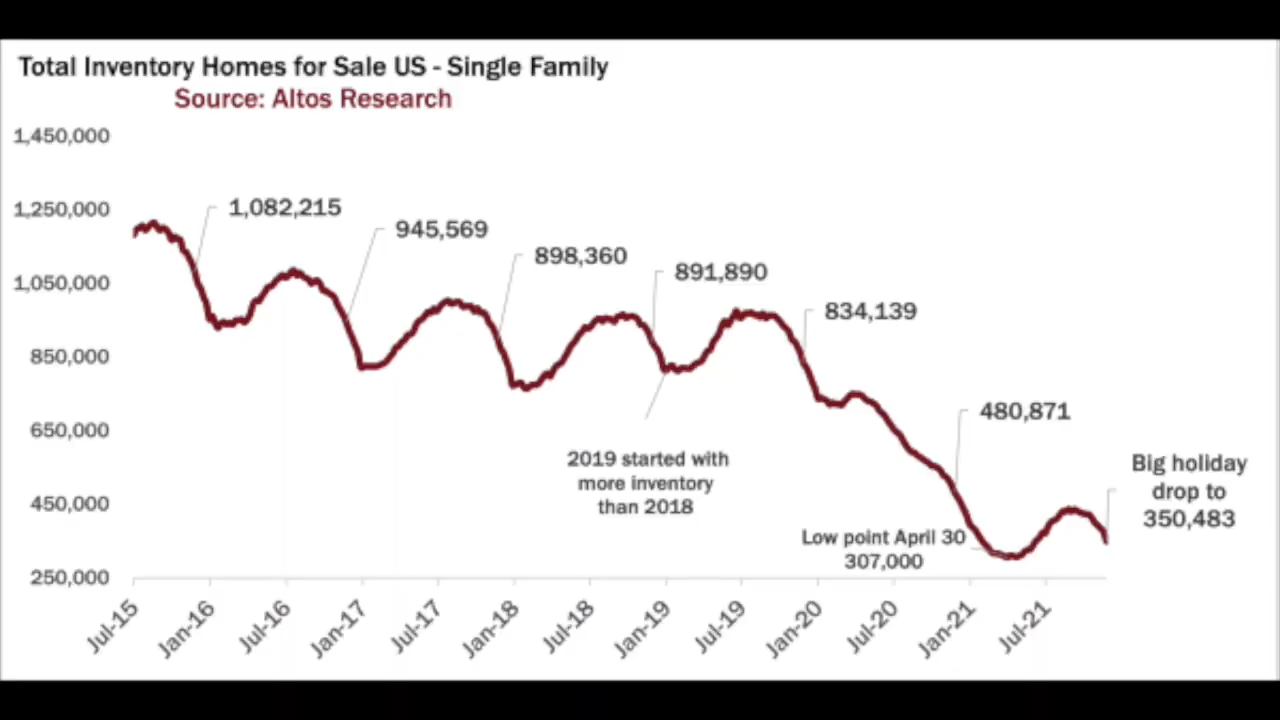 Total Inventory Homes for Sale US - Single Family
Source: Altos Research
1,450,000
1,250,000
1,050,000
850,000
650,000
450,000
250,000
1,082,215
945,569
898,360
891,890
834,139
480,871
2019 started with
more inventory
than 2018
Low point April 30
307,000
Big holiday
drop to
350,483
Jul-15
Jan-16
Jul-16
Jan-17
Jul-17
Jan-18
Jul-18
Jan-19
Jul-19
Jan-20
Jul-20
Jan-21
Jul-21